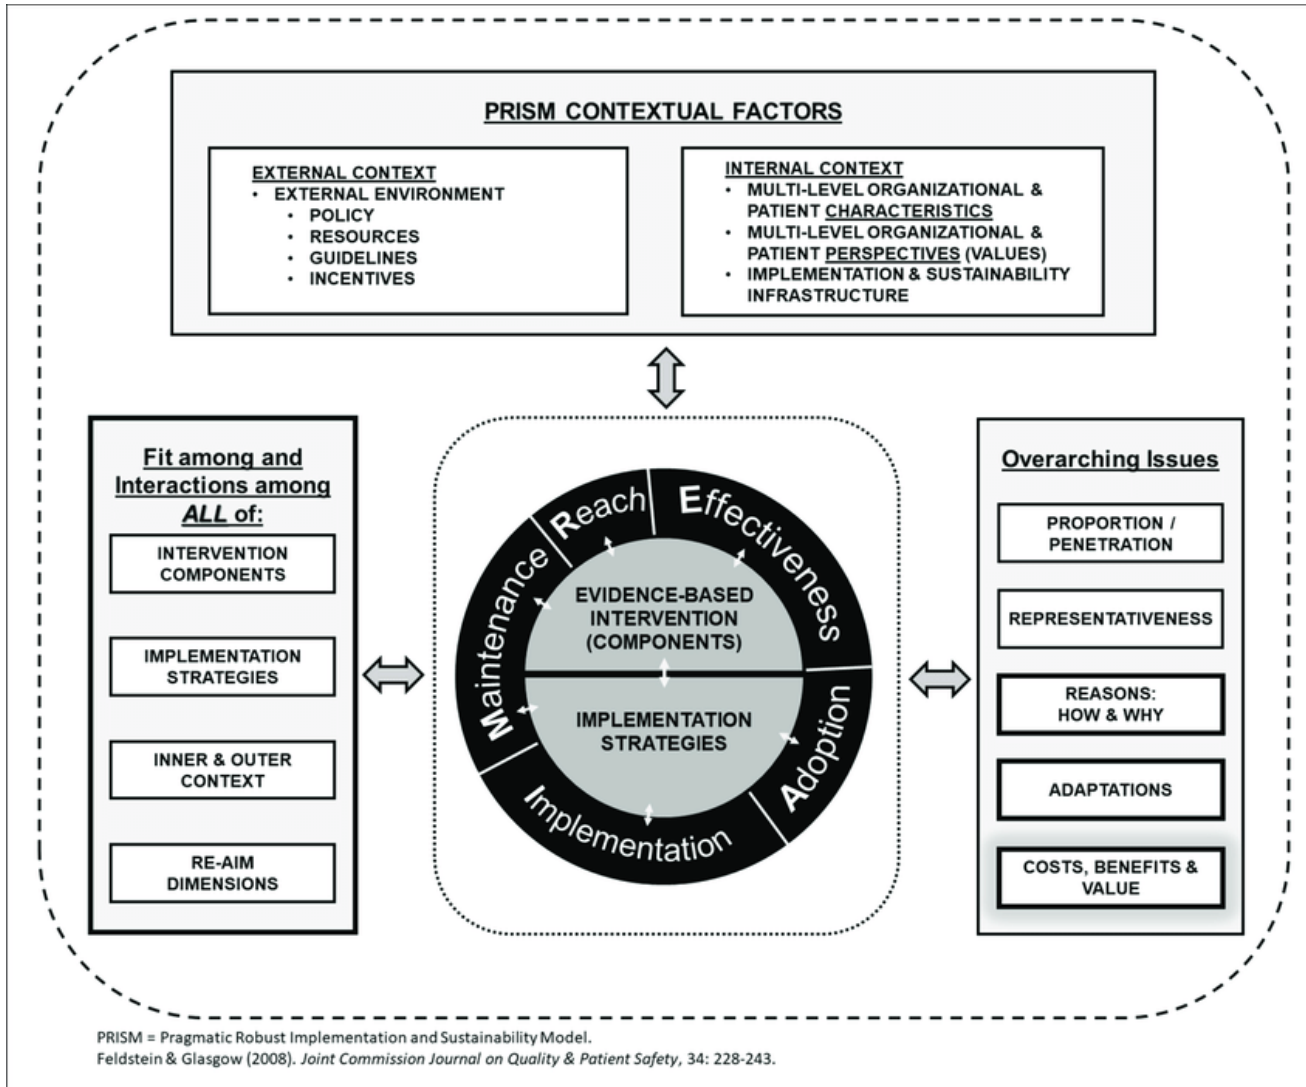 PRISM CONTEXTUAL FACTORS
EXTERNAL CONTEXT
• EXTERNAL ENVIRONMENT
• POLICY
• RESOURCES
• GUIDELINES
• INCENTIVES
INTERNAL CONTEXT
• MULTI-LEVEL ORGANIZATIONAL &
PATIENT CHARACTERISTICS
• MULTI-LEVEL ORGANIZATIONAL &
PATIENT PERSPECTIVES (VALUES)
• IMPLEMENTATION & SUSTAINABILITY
INFRASTRUCTURE
Fit among and
Interactions among
ALL of:
INTERVENTION
COMPONENTS
IMPLEMENTATION
STRATEGIES
INNER & OUTER
CONTEXT
RE-AIM
DIMENSIONS
Reach
Effectiveness
Adoption
Implementation
Maintenance
EVIDENCE-BASED
INTERVENTION
(COMPONENTS)
IMPLEMENTATION
STRATEGIES
Overarching Issues
PROPORTION /
PENETRATION
REPRESENTATIVENESS
REASONS:
HOW & WHY
ADAPTATIONS
COSTS, BENEFITS &
VALUE
PRISM = Pragmatic Robust Implementation and Sustainability Model.
Feldstein & Glasgow (2008). Joint Commission Journal on Quality & Patient Safety, 34: 228-243.